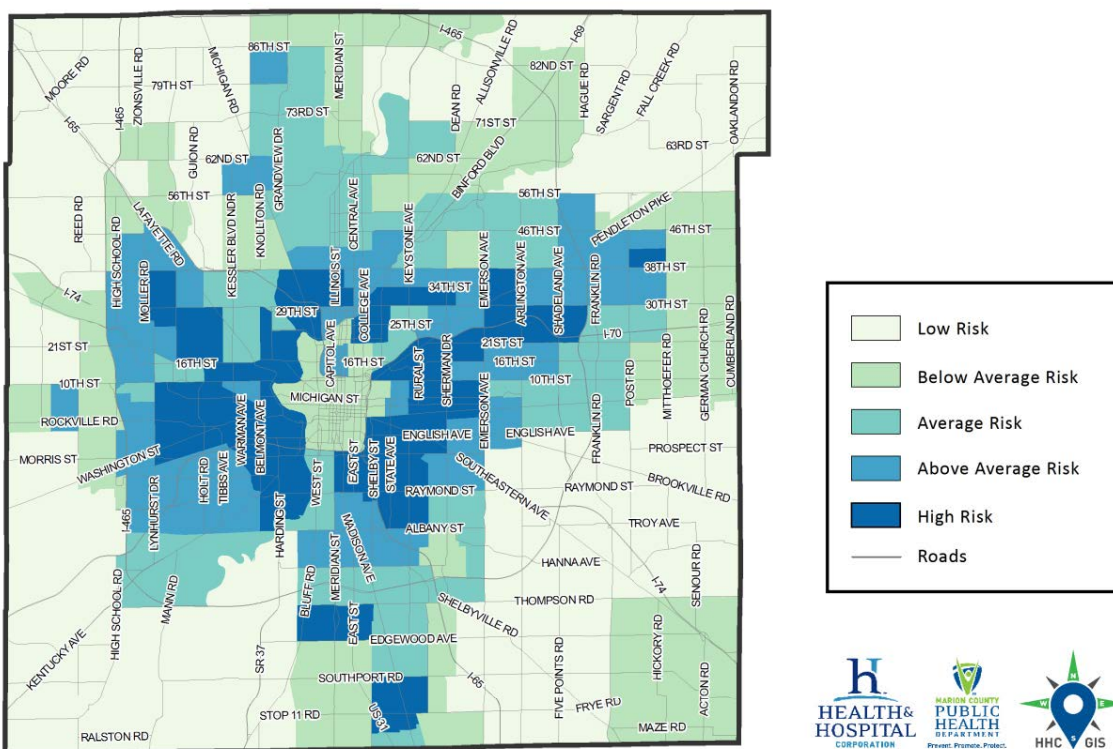 86TH ST
MERIDIAN ST
I-465
ALLISONVILLE RD
I-69
MOORE RD
I-465
ZIONSVILLE RD
79TH ST
MICHIGAN RD
82ND ST
HAGUE RD
SARGENT RD
FALL CREEK RD
OAKLANDON RD
I-65
73RD ST
DEAN RD
71ST ST
GUION RD
62ND ST
GRANDVIEW DR
62ND ST
BINFORD BLVD
63RD ST
REED RD
56TH ST
LAFAYETTE RD
KESSLER BLVD NDR
KNOLLTON RD
CENTRAL AVE
KEYSTONE AVE
56TH ST
PENDLETON PIKE
46TH ST
46TH ST
HIGH SCHOOL RD
MOLLER RD
ILLINOIS ST
COLLEGE AVE
34TH ST
EMERSON AVE
ARLINGTON AVE
SHADELAND AVE
FRANKLIN RD
38TH ST
I-74
29TH ST
30TH ST
21ST ST
16TH ST
CAPITOL AVE
25TH ST
16TH ST
21ST ST
16TH ST
I-70
10TH ST
RURAL ST
SHERMAN DR
10TH ST
POST RD
MITTHOEFER RD
GERMAN CHURCH RD
CUMBERLAND RD
ROCKVILLE RD
MICHIGAN ST
WARMAN AVE
BELMONT AVE
ENGLISH AVE
EMERSON AVE
ENGLISH AVE
FRANKLIN RD
MORRIS ST
WASHINGTON ST
PROSPECT ST
HOLT RD
TIBBS AVE
WEST ST
EAST ST
SHELBY ST
STATE AVE
RAYMOND ST
SOUTHEASTERN AVE
RAYMOND ST
BROOKVILLE RD
I-465
LYNHURST DR
HARDING ST
MADISON AVE
ALBANY ST
TROY AVE
HIGH SCHOOL RD
MANN RD
BLUFF RD
MERIDIAN ST
HANNA AVE
I-74
SENOUR RD
THOMPSON RD
SHELBYVILLE RD
KENTUCKY AVE
SR 37
EAST ST
EDGEWOOD AVE
FIVE POINTS RD
HICKORY RD
SOUTHPORT RD
I-65
FRYE RD
ACTON RD
STOP 11 RD
US 31
RALSTON RD
MAZE RD
Low Risk
Below Average Risk
Average Risk
Above Average Risk
High Risk
Roads
h
HEALTH&
HOSPITAL
CORPORATION
MARION COUNTY
PUBLIC
HEALTH
DEPARTMENT
Prevent. Promote. Protect.
N
W
E
S
HHC GIS